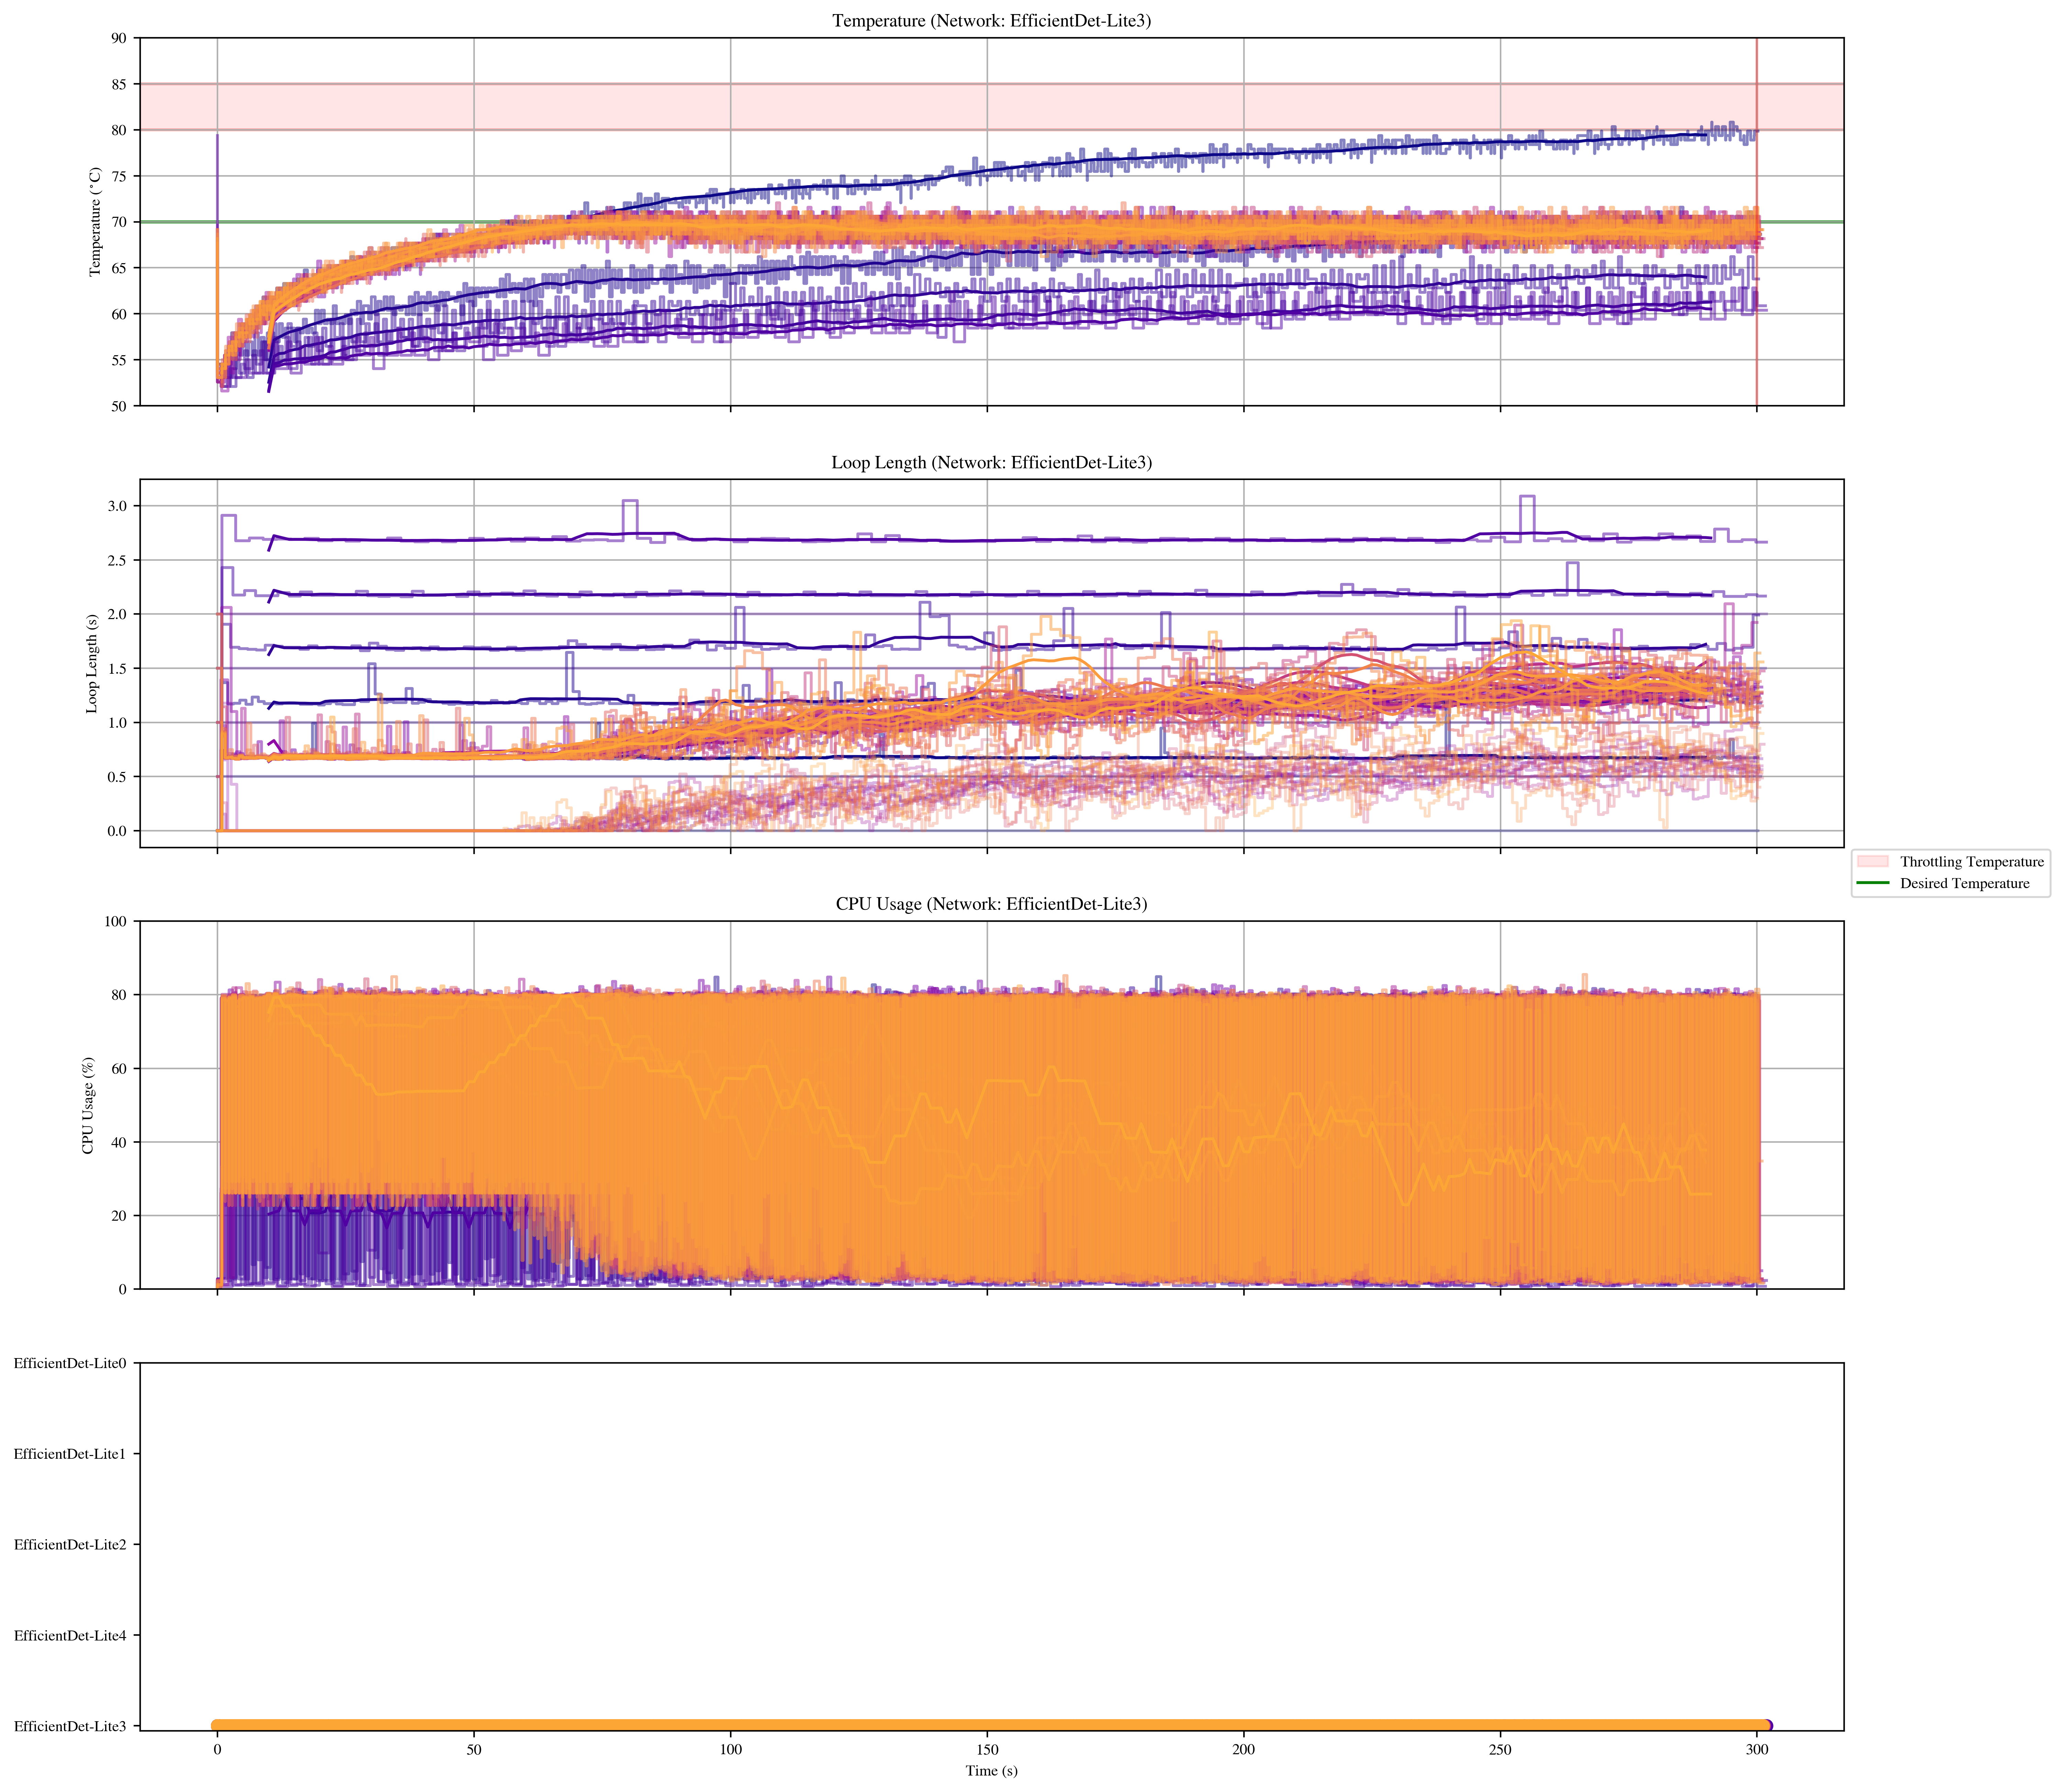 Temperature (Network: EfficientDet-Lite3)
90
85
80
75
70
65
60
55
50
Temperature (°C)
Loop Length (Network: EfficientDet-Lite3)
3.0
2.5
2.0
1.5
1.0
0.5
0.0
Loop Length (s)
Throttling Temperature
Desired Temperature
CPU Usage (Network: EfficientDet-Lite3)
100
80
60
40
20
0
CPU Usage (%)
EfficientDet-Lite0
EfficientDet-Lite1
EfficientDet-Lite2
EfficientDet-Lite4
EfficientDet-Lite3
0 50 100 150 200 250 300
Time (s)